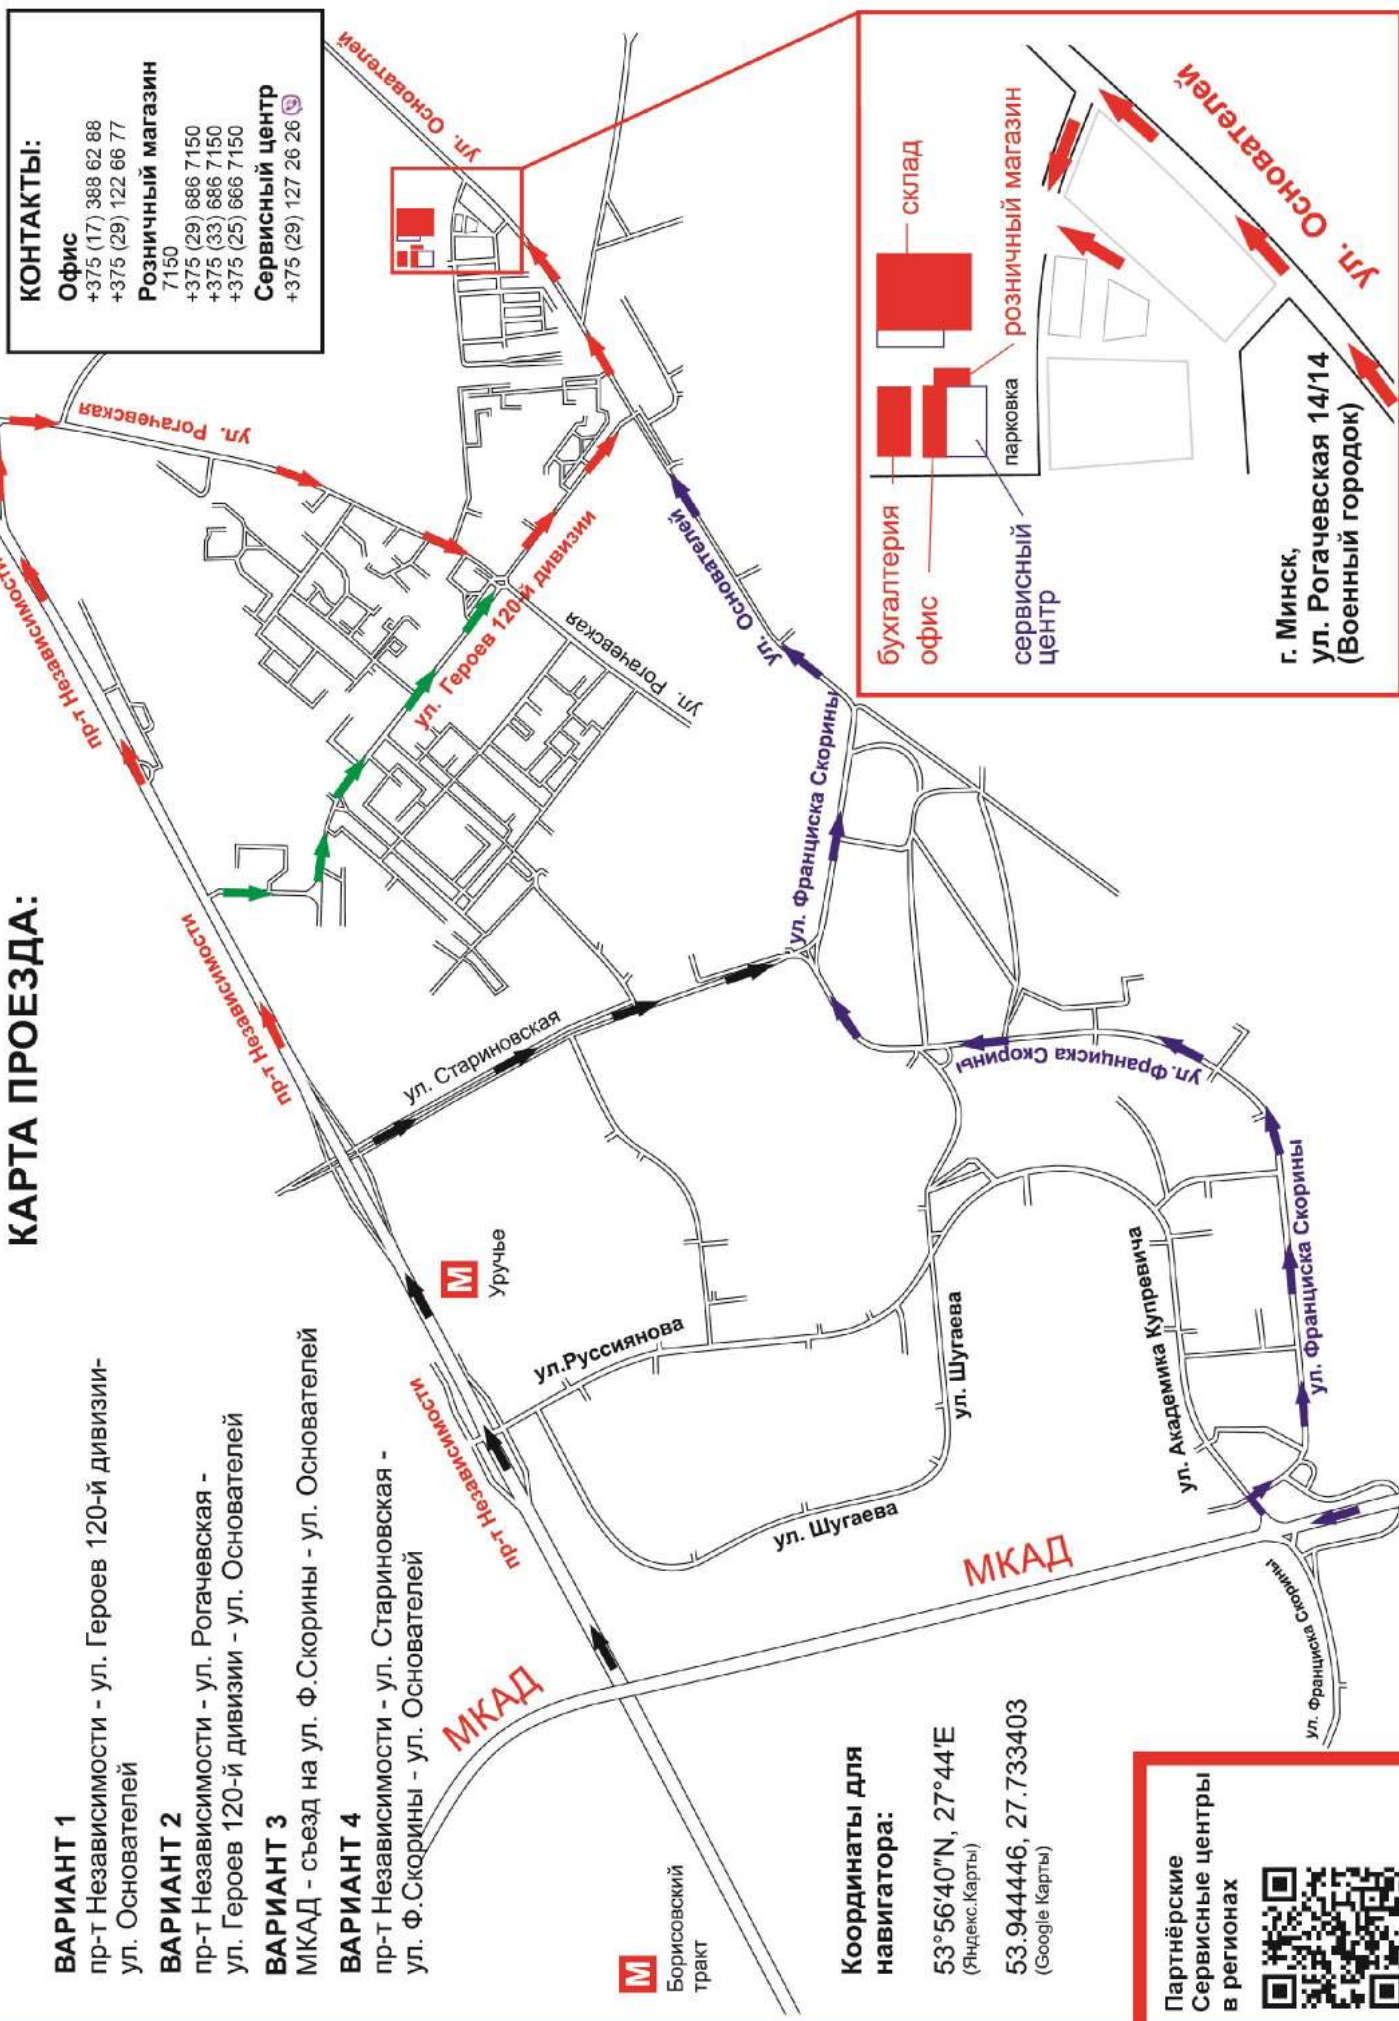 КАРТА ПРОЕЗДА:
ВАРИАНТ 1
пр-т Независимости - ул. Героев 120-й дивизии-
ул. Основателей
ВАРИАНТ 2
пр-т Независимости - ул. Рогачевская -
ул. Героев 120-й дивизии - ул. Основателей
ВАРИАНТ 3
МКАД - съезд на ул. Ф.Скорины - ул. Основателей
ВАРИАНТ 4
пр-т Независимости - ул. Стариновская -
ул. Ф.Скорины - ул. Основателей
КОНТАКТЫ:
Офис
+375 (17) 388 62 88
+375 (29) 122 66 77
Розничный магазин
7150
+375 (29) 686 7150
+375 (33) 686 7150
+375 (25) 666 7150
Сервисный центр
+375 (29) 127 26 26
пр-т Независимости
пр-т Независимости
пр-т Независимости
пр-т Независимости
ул. Рогачевская
ул. Основателей
ул. Героев 120-й дивизии
ул. Рогачевская
ул. Стариновская
М
Уручье
ул.Руссиянова
ул. Основателей
ул. Франциска Скорины
ул. Франциска Скорины
ул. Франциска Скорины
ул. Шугаева
ул. Шугаева
ул. Академика Купревича
МКАД
МКАД
ул. Франциска Скорины
ул. Франциска Скорины
М
Борисовский
тракт
Координаты для
навигатора:
53°56'40"N, 27°44'E
(Яндекс.Карты)
53.944446, 27.733403
(Google Карты)
Партнёрские
Сервисные центры
в регионах
бухгалтерия
офис
сервисный
центр
склад
розничный магазин
парковка
ул. Основателей
г. Минск,
ул. Рогачевская 14/14
(Военный городок)